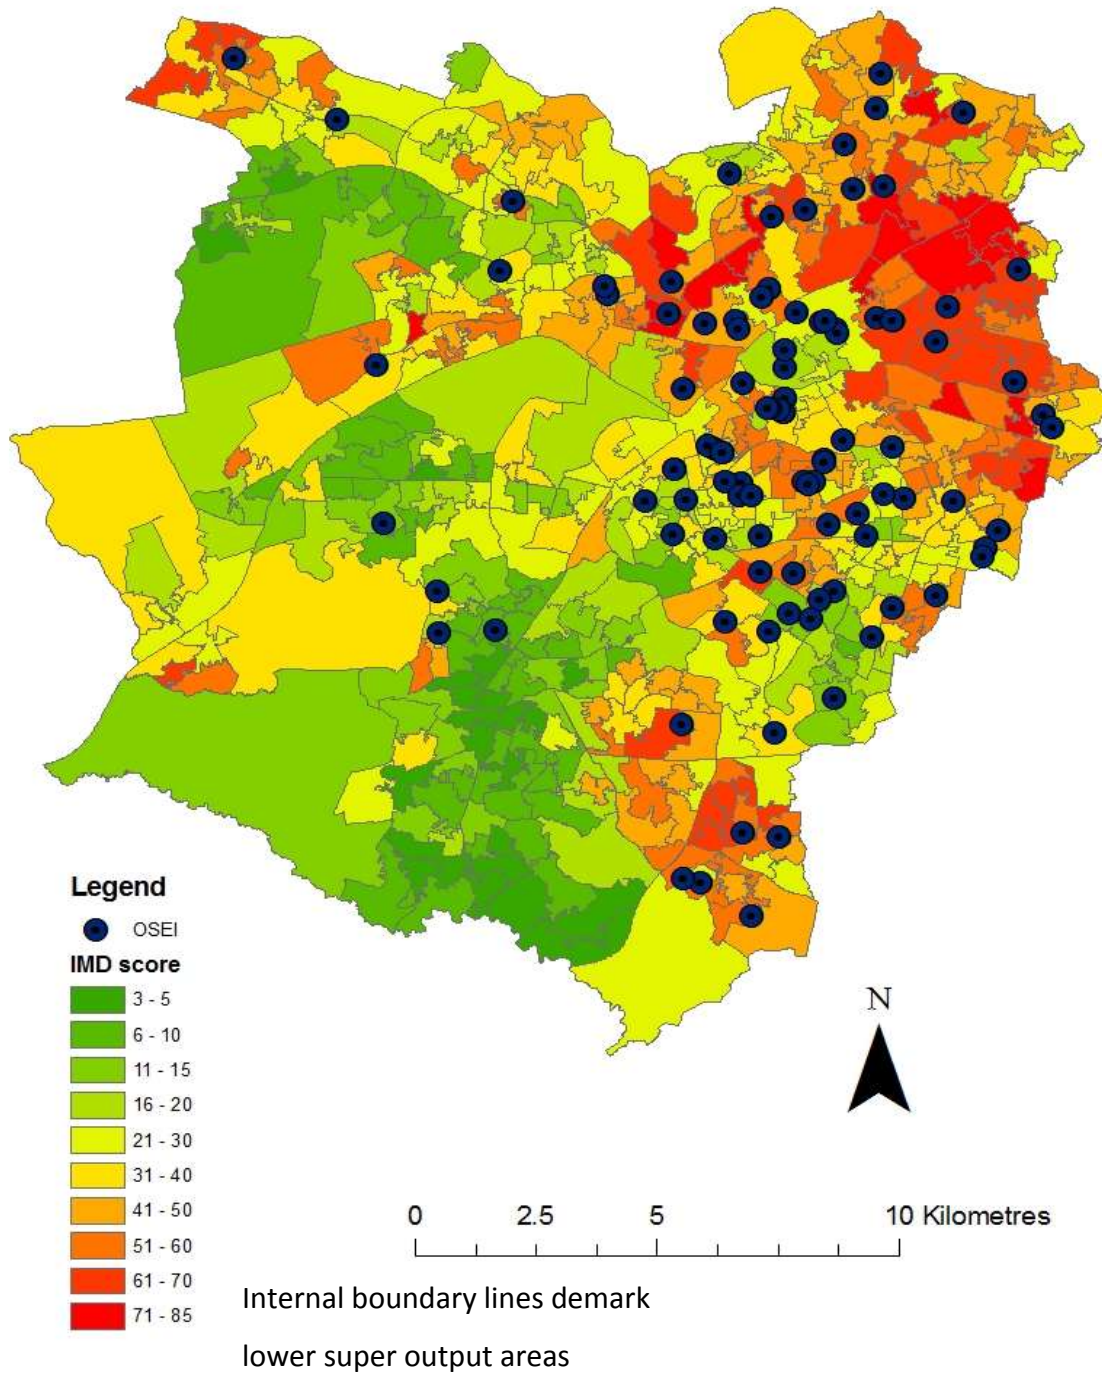 Legend
OSEI
IMD score
3 - 5
6 - 10
11 - 15
16 - 20
21 - 30
31 - 40
41 - 50
51 - 60
61 - 70
71 - 85
N
0 2.5 5 10 Kilometres
Internal boundary lines demark
lower super output areas